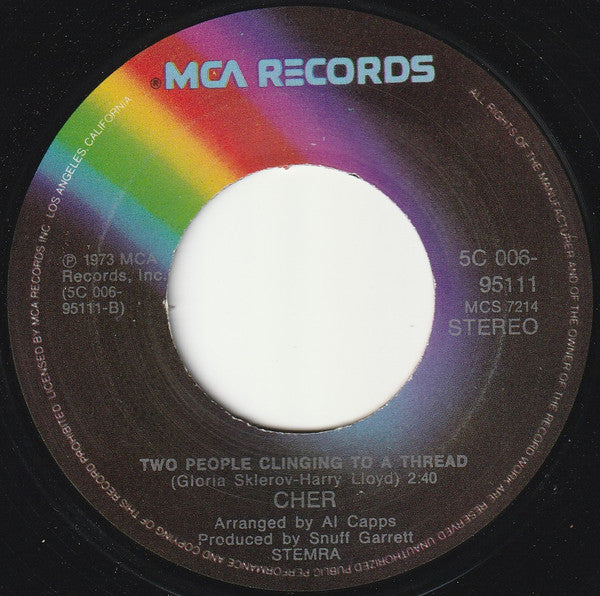 ®MCA RECORDS
℗ 1973 MCA
Records, Inc.
(5C 006-
95111-B)
5C 006-
95111
MCS 7214
STEREO
TWO PEOPLE CLINGING TO A THREAD
(Gloria Sklerov-Harry Lloyd) 2:40
CHER
Arranged by Al Capps
Produced by Snuff Garrett
STEMRA
ALL RIGHTS OF THE MANUFACTURER AND OF THE OWNER OF THE RECORD WORK ARE RESERVED UNAUTHORIZED PUBLIC PERFORMANCE AND COPYING OF THIS RECORD PROHIBITED LICENSED BY MCA RECORDS INC. LOS ANGELES, CALIFORNIA